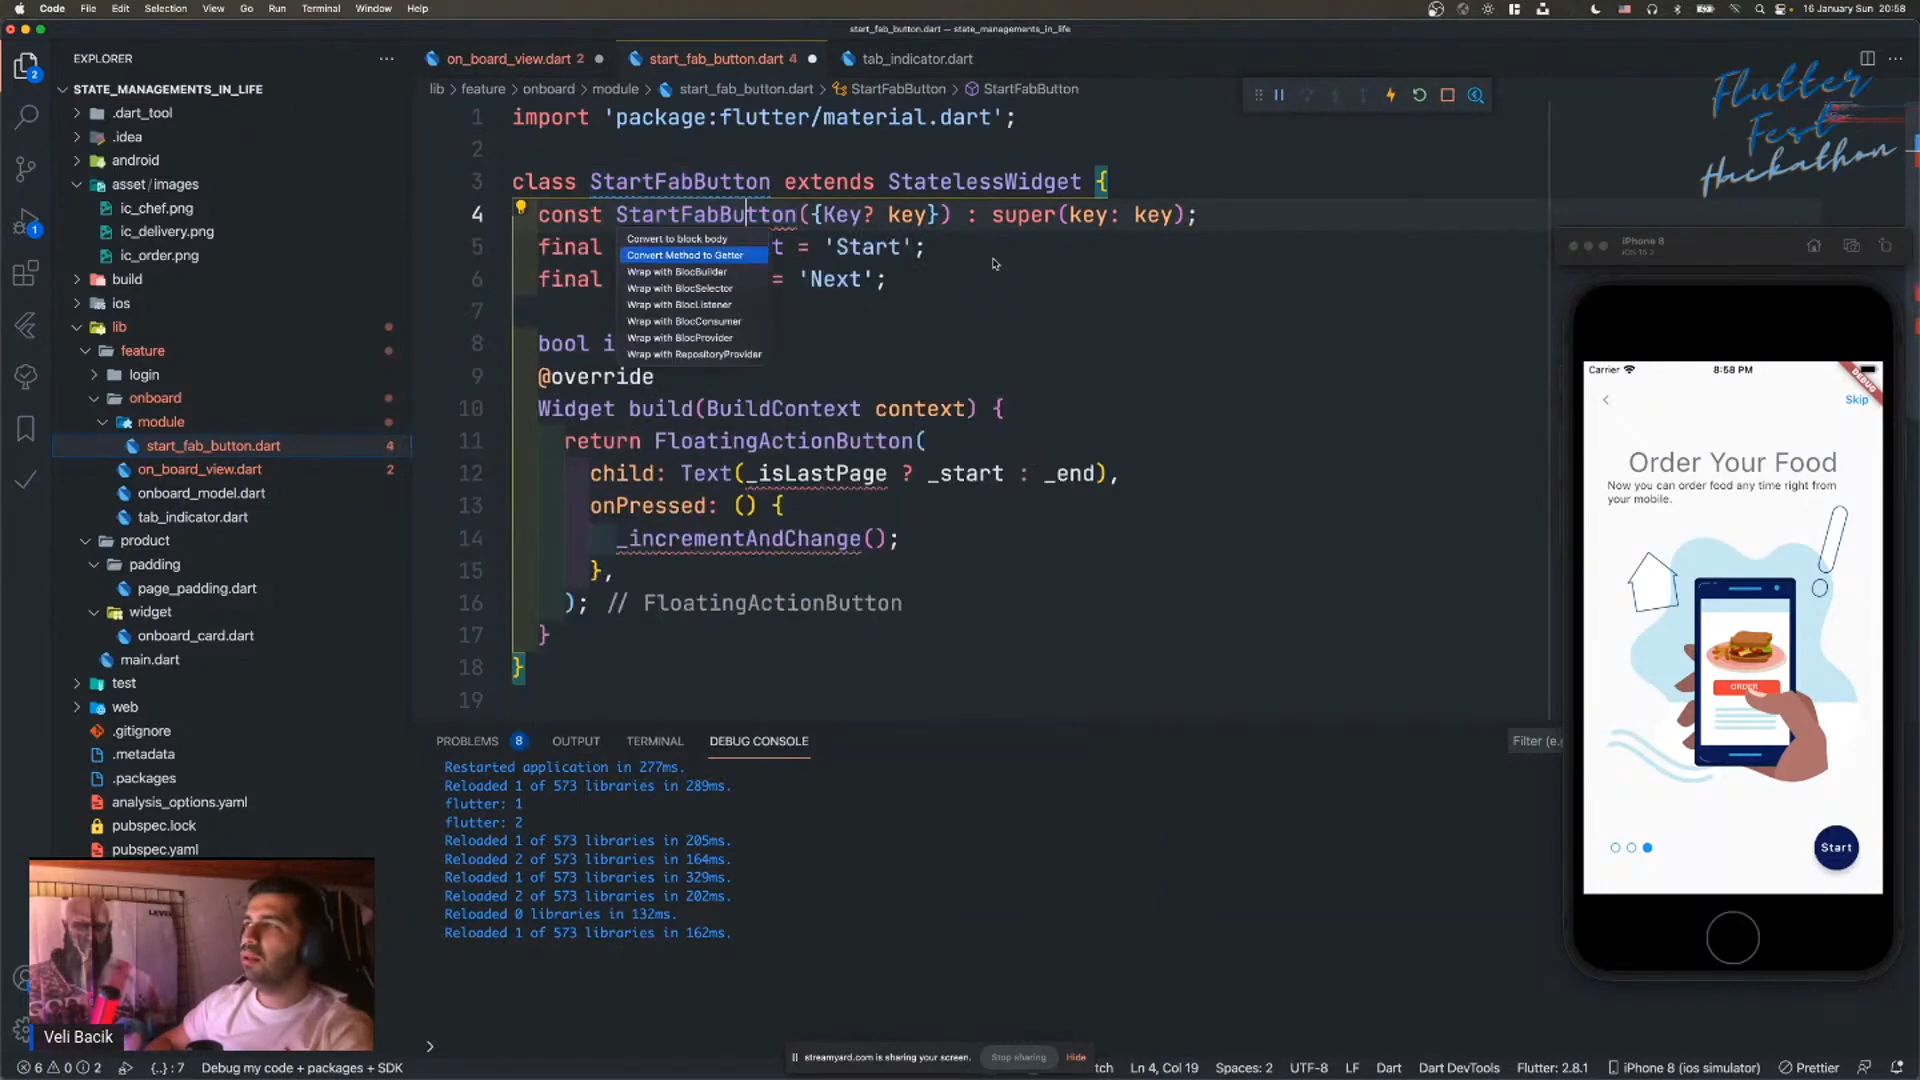 Code File Edit Selection View Go Run Terminal Window Help
16 January Sun 20:58
start_fab_button.dart — state_managements_in_life
EXPLORER
on_board_view.dart 2
start_fab_button.dart 4
tab_indicator.dart
STATE_MANAGEMENTS_IN_LIFE
lib > feature > onboard > module > start_fab_button.dart > StartFabButton > StartFabButton
Flutter
Fest
Hackathon
.dart_tool
.idea
android
asset/images
ic_chef.png
ic_delivery.png
ic_order.png
build
ios
lib
feature
login
onboard
module
start_fab_button.dart 4
on_board_view.dart 2
onboard_model.dart
tab_indicator.dart
product
padding
page_padding.dart
widget
onboard_card.dart
main.dart
test
web
.gitignore
.metadata
.packages
analysis_options.yaml
pubspec.lock
pubspec.yaml
2
1
1 import 'package:flutter/material.dart';
2
3 class StartFabButton extends StatelessWidget {
4 const StartFabButton({Key? key}) : super(key: key);
5 final t = 'Start';
6 final = 'Next';
7
8 bool i
9 @override
10 Widget build(BuildContext context) {
11 return FloatingActionButton(
12 child: Text(_isLastPage ? _start : _end),
13 onPressed: () {
14 _incrementAndChange();
15 },
16 ); // FloatingActionButton
17 }
18 }
19
Convert to block body
Convert Method to Getter
Wrap with BlocBuilder
Wrap with BlocSelector
Wrap with BlocListener
Wrap with BlocConsumer
Wrap with BlocProvider
Wrap with RepositoryProvider
PROBLEMS 8 OUTPUT TERMINAL DEBUG CONSOLE
Filter (e.
Restarted application in 277ms.
Reloaded 1 of 573 libraries in 289ms.
flutter: 1
flutter: 2
Reloaded 1 of 573 libraries in 205ms.
Reloaded 2 of 573 libraries in 164ms.
Reloaded 1 of 573 libraries in 329ms.
Reloaded 2 of 573 libraries in 202ms.
Reloaded 0 libraries in 132ms.
Reloaded 1 of 573 libraries in 162ms.
iPhone 8
iOS 15.2
Carrier 8:58 PM
DEBUG
Skip
Order Your Food
Now you can order food any time right from
your mobile.
ORDER
Start
Veli Bacik
streamyard.com is sharing your screen. Stop sharing Hide
6 0 2 {..}: 7 Debug my code + packages + SDK
tch Ln 4, Col 19 Spaces: 2 UTF-8 LF Dart Dart DevTools Flutter: 2.8.1 iPhone 8 (ios simulator) Prettier